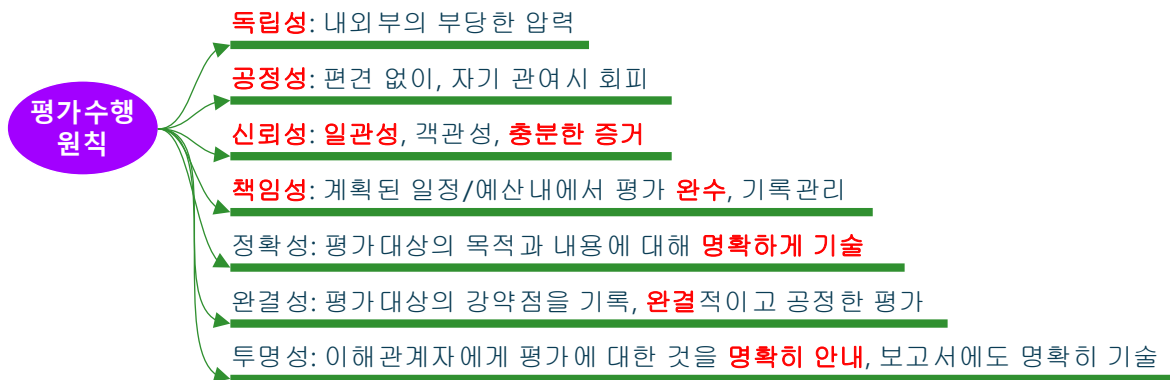 독립성: 내외부의 부당한 압력
공정성: 편견 없이, 자기 관여시 회피
평가수행
원칙
신뢰성: 일관성, 객관성, 충분한 증거
책임성: 계획된 일정/예산내에서 평가 완수, 기록관리
정확성: 평가대상의 목적과 내용에 대해 명확하게 기술
완결성: 평가대상의 강약점을 기록, 완결적이고 공정한 평가
투명성: 이해관계자에게 평가에 대한 것을 명확히 안내, 보고서에도 명확히 기술